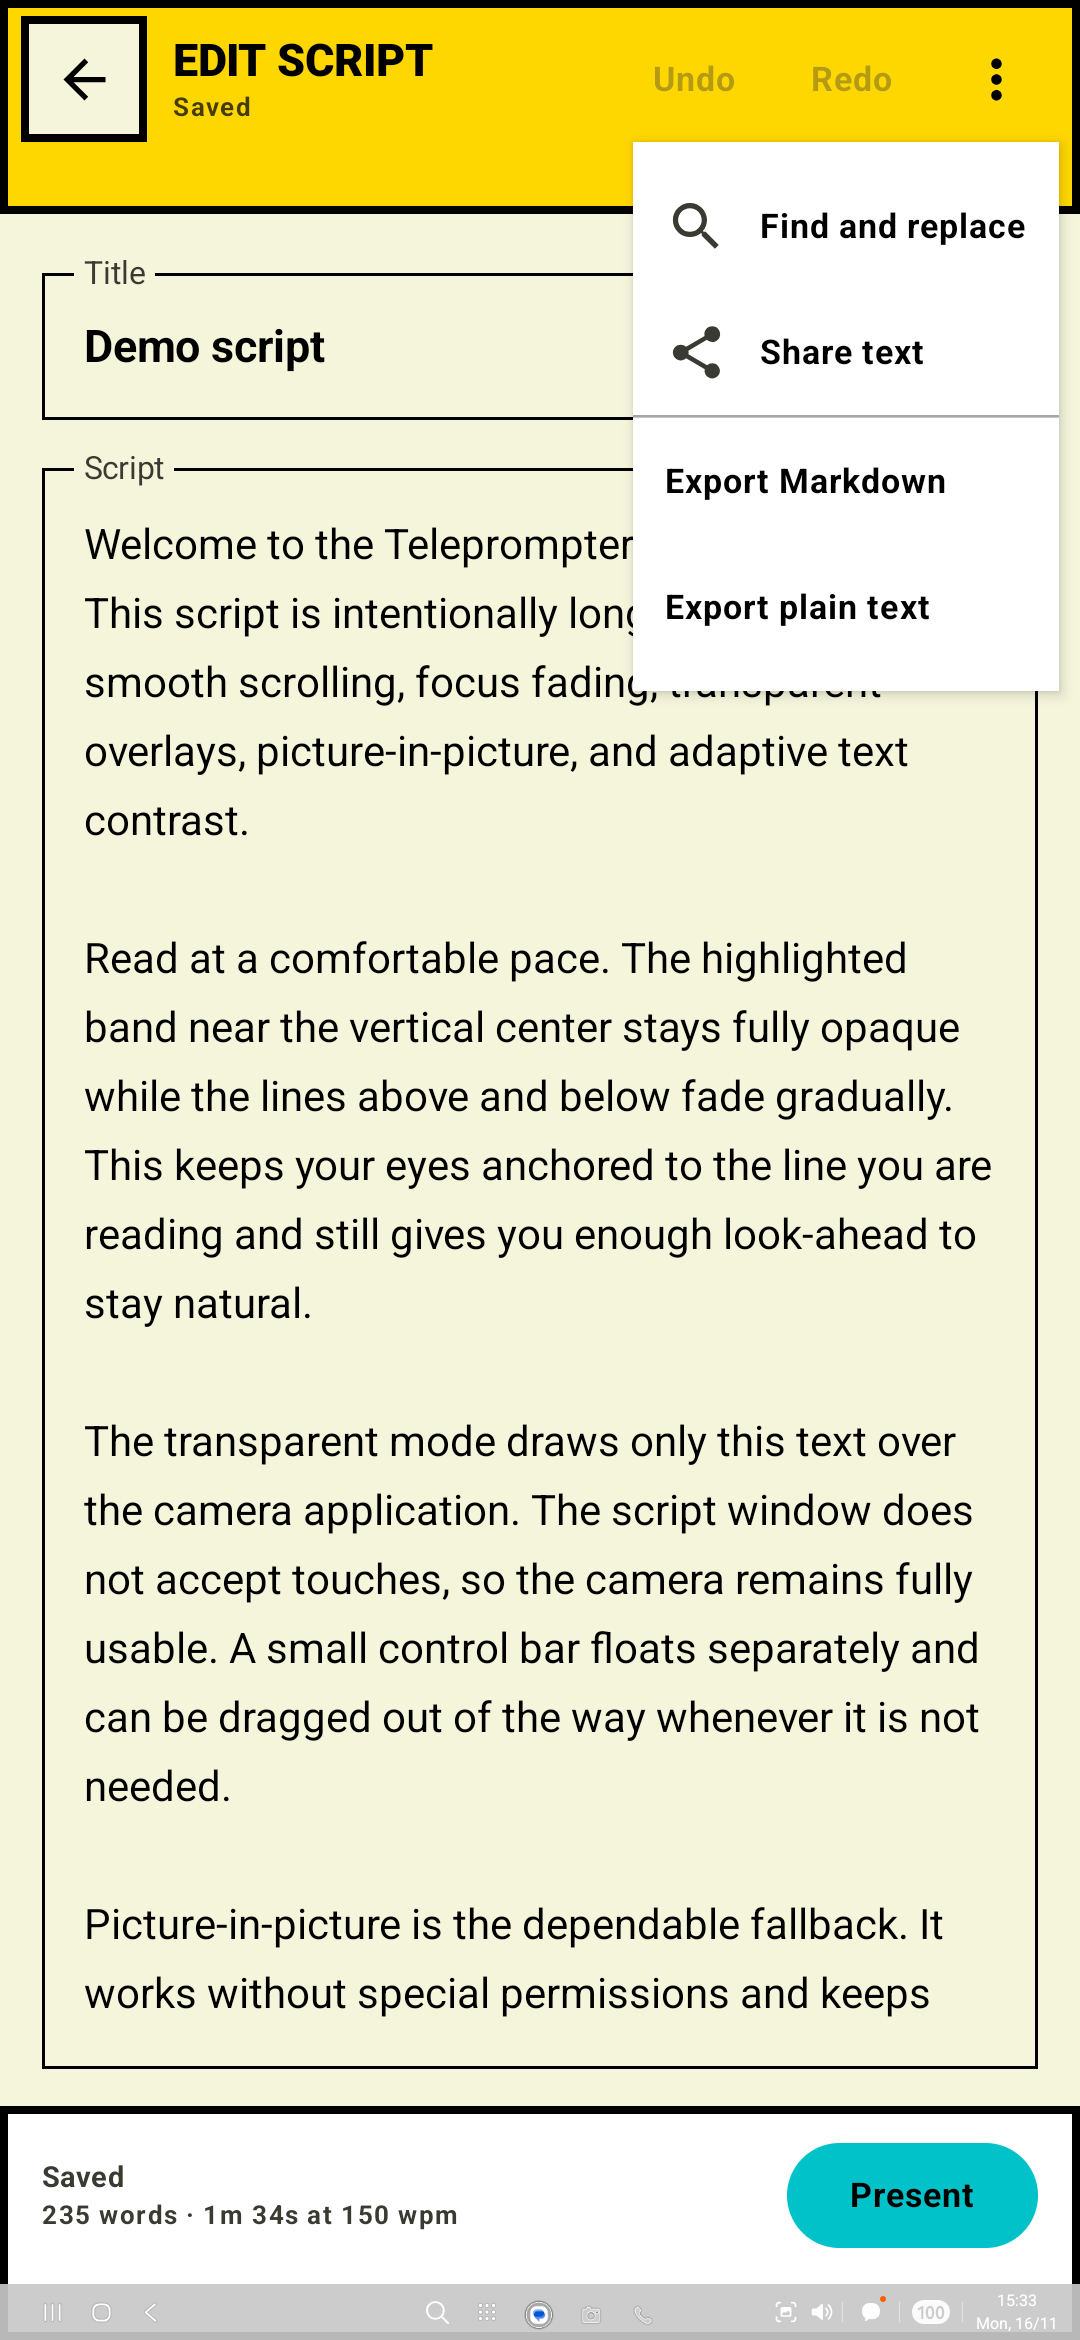 EDIT SCRIPT
Saved
Undo
Redo
Find and replace
Share text
Export Markdown
Export plain text
Title
Demo script
Script
Welcome to the Teleprompter
This script is intentionally long
smooth scrolling, focus fading, transparent
overlays, picture-in-picture, and adaptive text
contrast.
Read at a comfortable pace. The highlighted
band near the vertical center stays fully opaque
while the lines above and below fade gradually.
This keeps your eyes anchored to the line you are
reading and still gives you enough look-ahead to
stay natural.
The transparent mode draws only this text over
the camera application. The script window does
not accept touches, so the camera remains fully
usable. A small control bar floats separately and
can be dragged out of the way whenever it is not
needed.
Picture-in-picture is the dependable fallback. It
works without special permissions and keeps
Saved
235 words · 1m 34s at 150 wpm
Present
100
15:33
Mon, 16/11